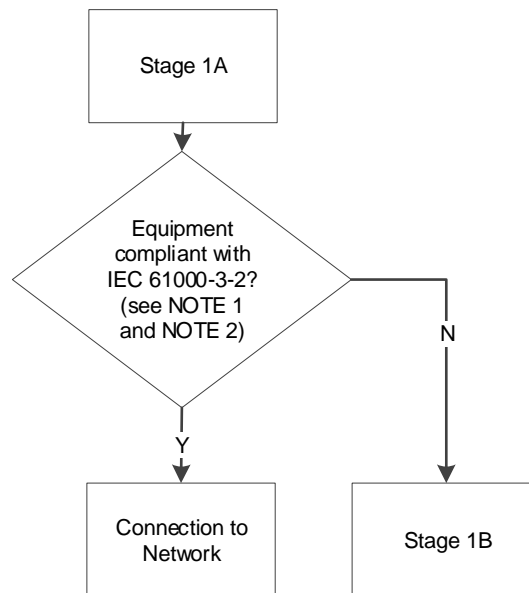 Stage 1A
Equipment
compliant with
IEC 61000-3-2?
(see NOTE 1
and NOTE 2)
N
Y
Connection to
Network
Stage 1B